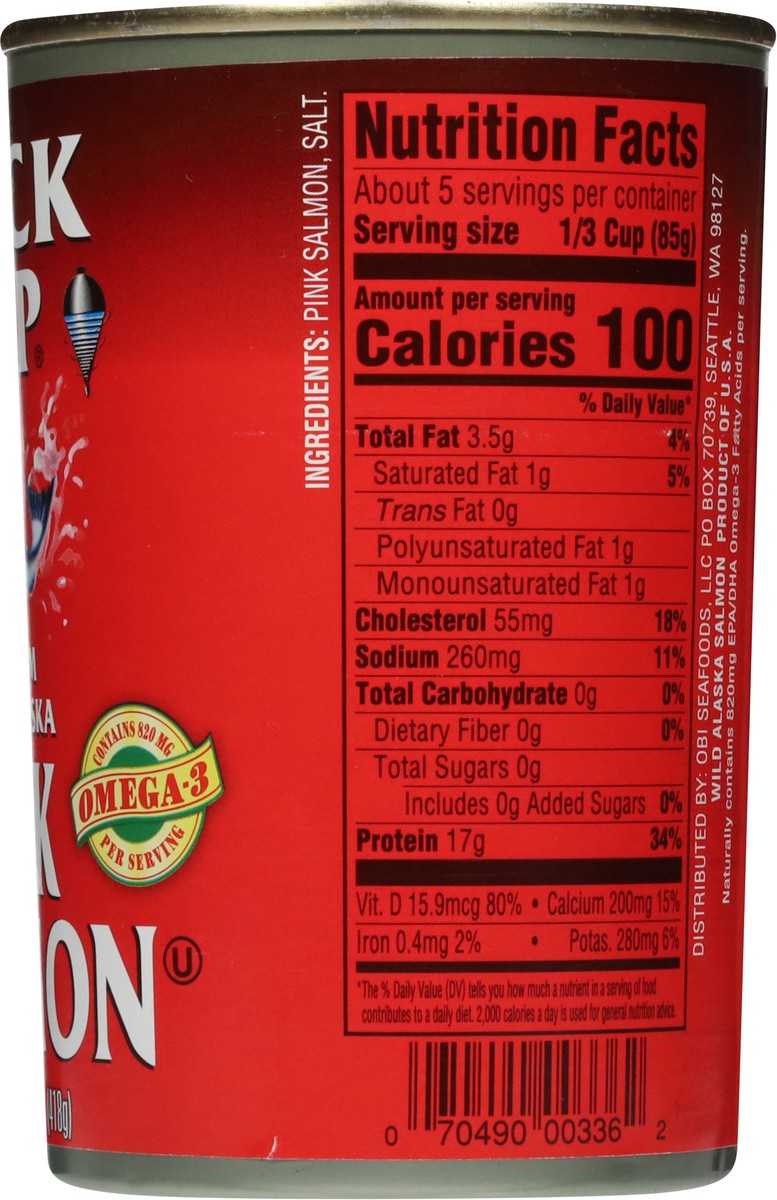 CK
P®
M
SKA
CONTAINS 820 MG
OMEGA-3
PER SERVING
K
ON
U
(418g)
INGREDIENTS: PINK SALMON, SALT.
Nutrition Facts
About 5 servings per container
Serving size 1/3 Cup (85g)
Amount per serving
Calories 100
% Daily Value*
Total Fat 3.5g 4%
Saturated Fat 1g 5%
Trans Fat 0g
Polyunsaturated Fat 1g
Monounsaturated Fat 1g
Cholesterol 55mg 18%
Sodium 260mg 11%
Total Carbohydrate 0g 0%
Dietary Fiber 0g 0%
Total Sugars 0g
Includes 0g Added Sugars 0%
Protein 17g 34%
Vit. D 15.9mcg 80% • Calcium 200mg 15%
Iron 0.4mg 2% • Potas. 280mg 6%
*The % Daily Value (DV) tells you how much a nutrient in a serving of food
contributes to a daily diet. 2,000 calories a day is used for general nutrition advice.
DISTRIBUTED BY: OBI SEAFOODS, LLC PO BOX 70739, SEATTLE, WA 98127
WILD ALASKA SALMON PRODUCT OF U.S.A.
Naturally contains 820mg EPA/DHA Omega-3 Fatty Acids per serving.
0 70490 00336 2